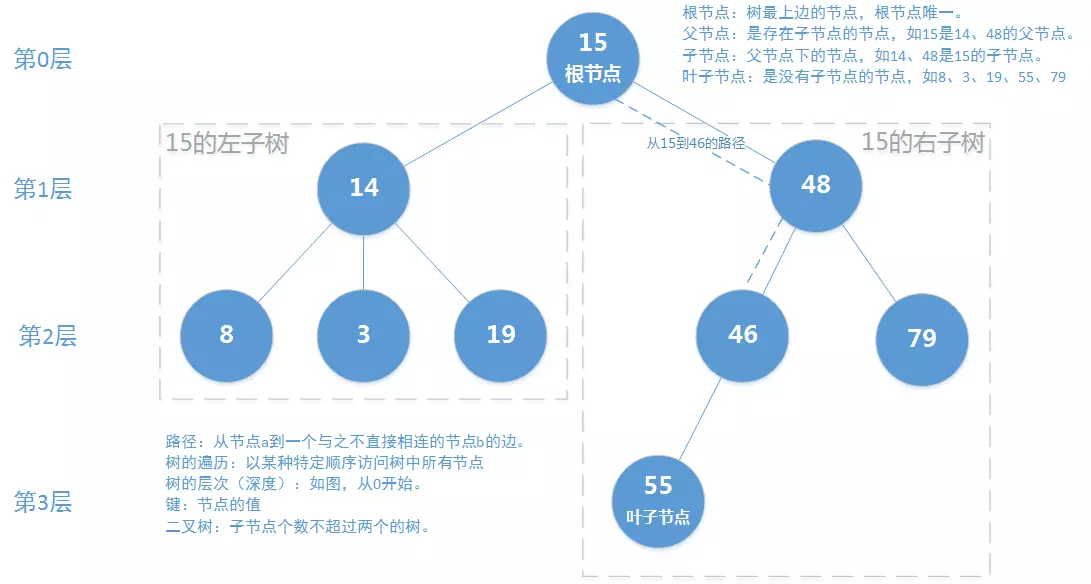 根节点：树最上边的节点，根节点唯一。
父节点：是存在子节点的节点，如15是14、48的父节点。
子节点：父节点下的节点，如14、48是15的子节点。
叶子节点：是没有子节点的节点，如8、3、19、55、79
第0层
15
根节点
15的左子树
从15到46的路径
15的右子树
第1层
14
48
第2层
8
3
19
46
79
路径：从节点a到一个与之不直接相连的节点b的边。
树的遍历：以某种特定顺序访问树中所有节点
树的层次（深度）：如图，从0开始。
键：节点的值
二叉树：子节点个数不超过两个的树。
第3层
55
叶子节点